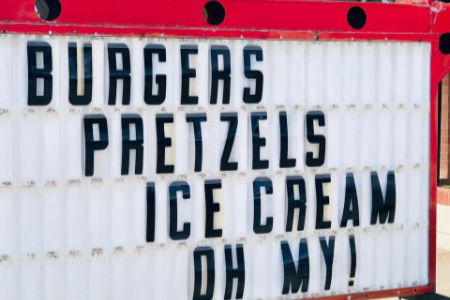 BURGERS
PRETZELS
ICE CREAM
OH MY!